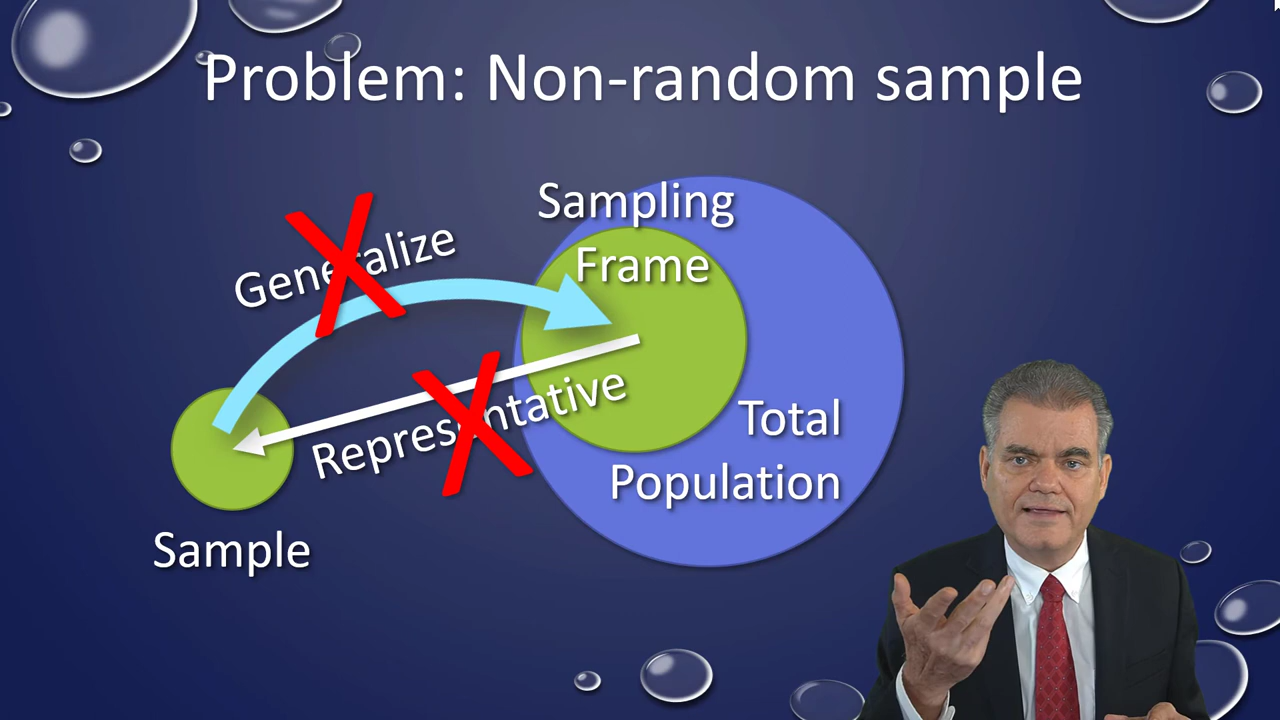 Problem: Non-random sample
Sampling
Frame
Generalize
Representative
Total
Population
Sample